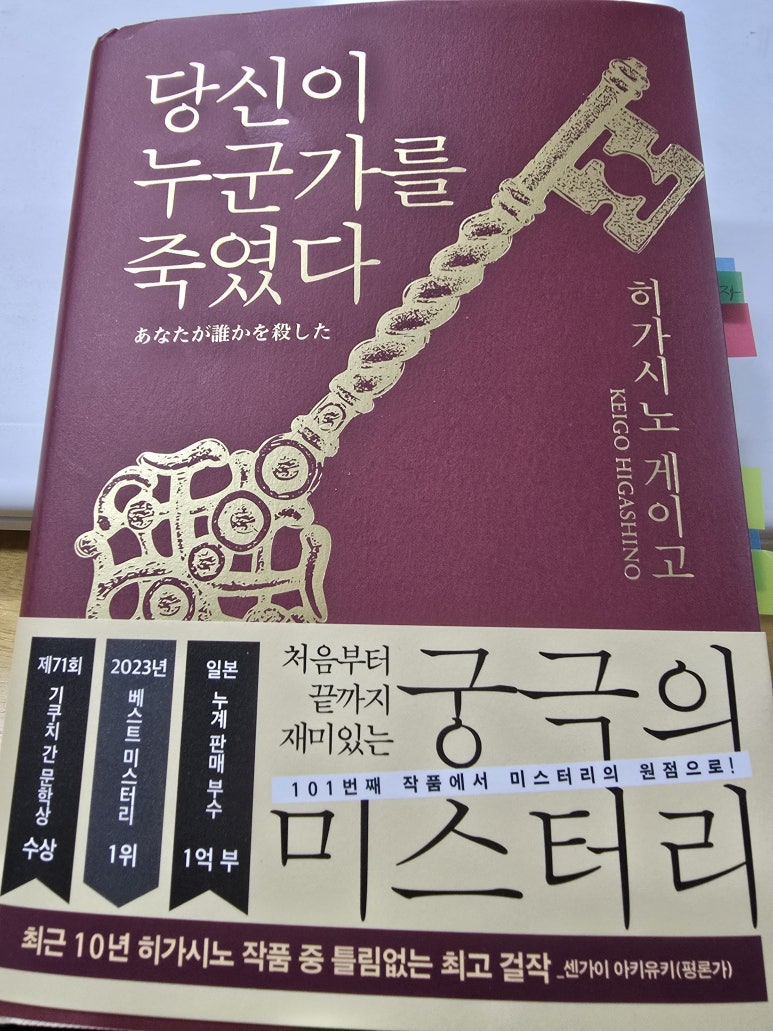 당신이
누군가를
죽였다
あなたが誰かを殺した
히가시노 게이고
KEIGO HIGASHINO
제71회
기쿠치 간 문학상
수상
2023년
베스트 미스터리
1위
일본
누계 판매 부수
1억 부
처음부터
끝까지
재미있는
궁극의
101번째 작품에서 미스터리의 원점으로!
미스터리
최근 10년 히가시노 작품 중 틀림없는 최고 걸작 _센가이 아키유키(평론가)